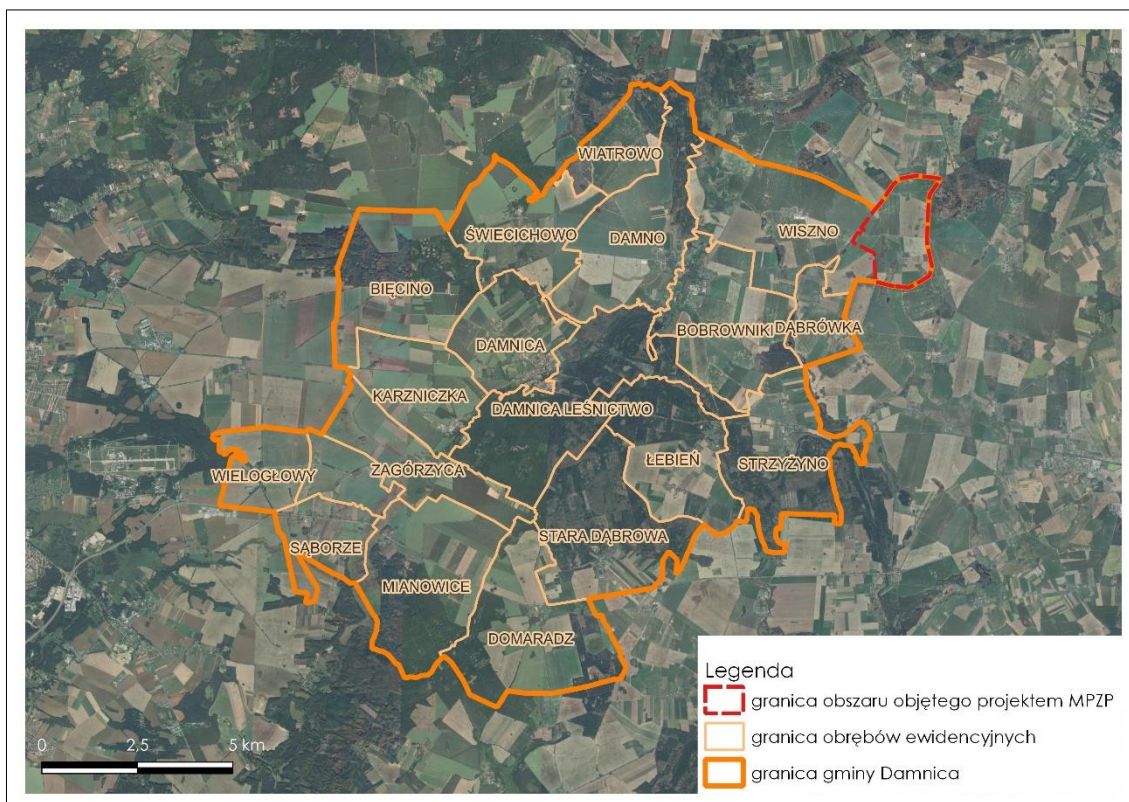 WIATROWO
ŚWIĘCICHOWO
DAMNO
WISZNO
BIĘCINO
DAMNICA
BOBROWNIKI
DĄBRÓWKA
KARZNICZKA
DAMNICA LEŚNICTWO
WIELOGŁOWY
ZAGÓRZYCA
ŁEBIEŃ
STRZYŻYNO
SĄBORZE
STARA DĄBROWA
MIANOWICE
DOMARADZ
Legenda
granica obszaru objętego projektem MPZP
granica obrębów ewidencyjnych
granica gminy Damnica
0 2,5 5 km